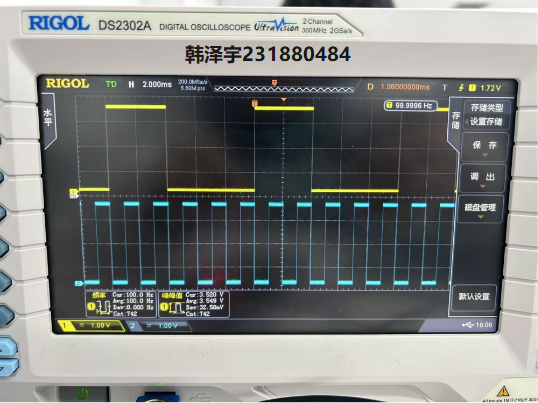 RIGOL DS2302A DIGITAL OSCILLOSCOPE UltraVision 2 Channel 300MHz 2GSa/s
韩泽宇231880484
RIGOL T'D H 2.000ms 200.0MSa/s 5.60M pts D 1.96000000ms T 1 1.72V
水平
T 99.9996 Hz
存储
存储类型
设置存储
保 存
调 出
磁盘管理
默认设置
频率
Cur:100.0 Hz
Avg:100.0 Hz
Dev:0.000 Hz
Cnt:742
峰峰值
Cur:3.520 V
Avg:3.549 V
Dev:32.50mV
Cnt:742
1 = 1.00 V 2 = 1.00 V 16:06